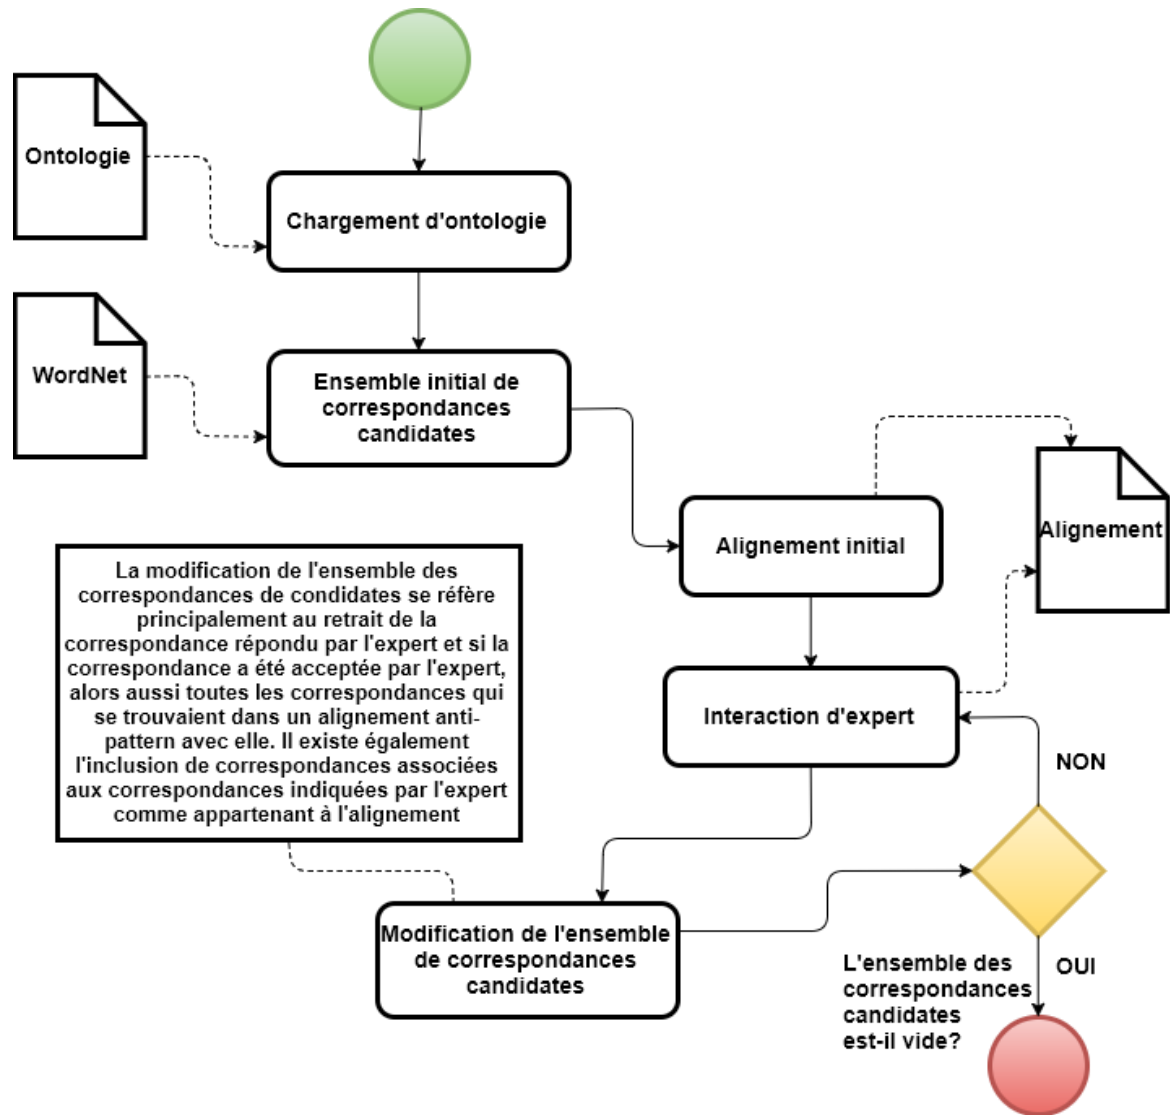 Ontologie
Chargement d'ontologie
WordNet
Ensemble initial de
correspondances
candidates
Alignement initial
Alignement
La modification de l'ensemble des
correspondances de condidates se réfère
principalement au retrait de la
correspondance répondu par l'expert et si la
correspondance a été acceptée par l'expert,
alors aussi toutes les correspondances qui
se trouvaient dans un alignement anti-
pattern avec elle. Il existe également
l'inclusion de correspondances associées
aux correspondances indiquées par l'expert
comme appartenant à l'alignement
Interaction d'expert
NON
Modification de l'ensemble
de correspondances
candidates
L'ensemble des
correspondances
candidates
est-il vide?
OUI